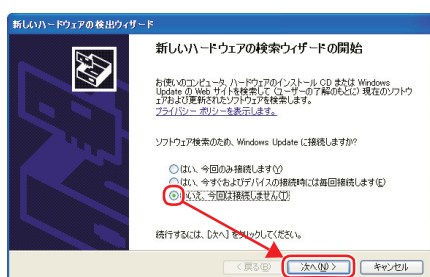 新しいハードウェアの検出ウィザード
新しいハードウェアの検索ウィザードの開始
お使いのコンピュータ、ハードウェアのインストール CD または Windows
Update の Web サイトを検索して (ユーザーの了解のもとに) 現在のソフトウ
ェアおよび更新されたソフトウェアを検索します。
プライバシー ポリシーを表示します。
ソフトウェア検索のため、Windows Update に接続しますか?
はい、今回のみ接続します(Y)
はい、今すぐおよびデバイスの接続時には毎回接続します(E)
いいえ、今回は接続しません(T)
続行するには、[次へ] をクリックしてください。
< 戻る(B)
次へ(N) >
キャンセル